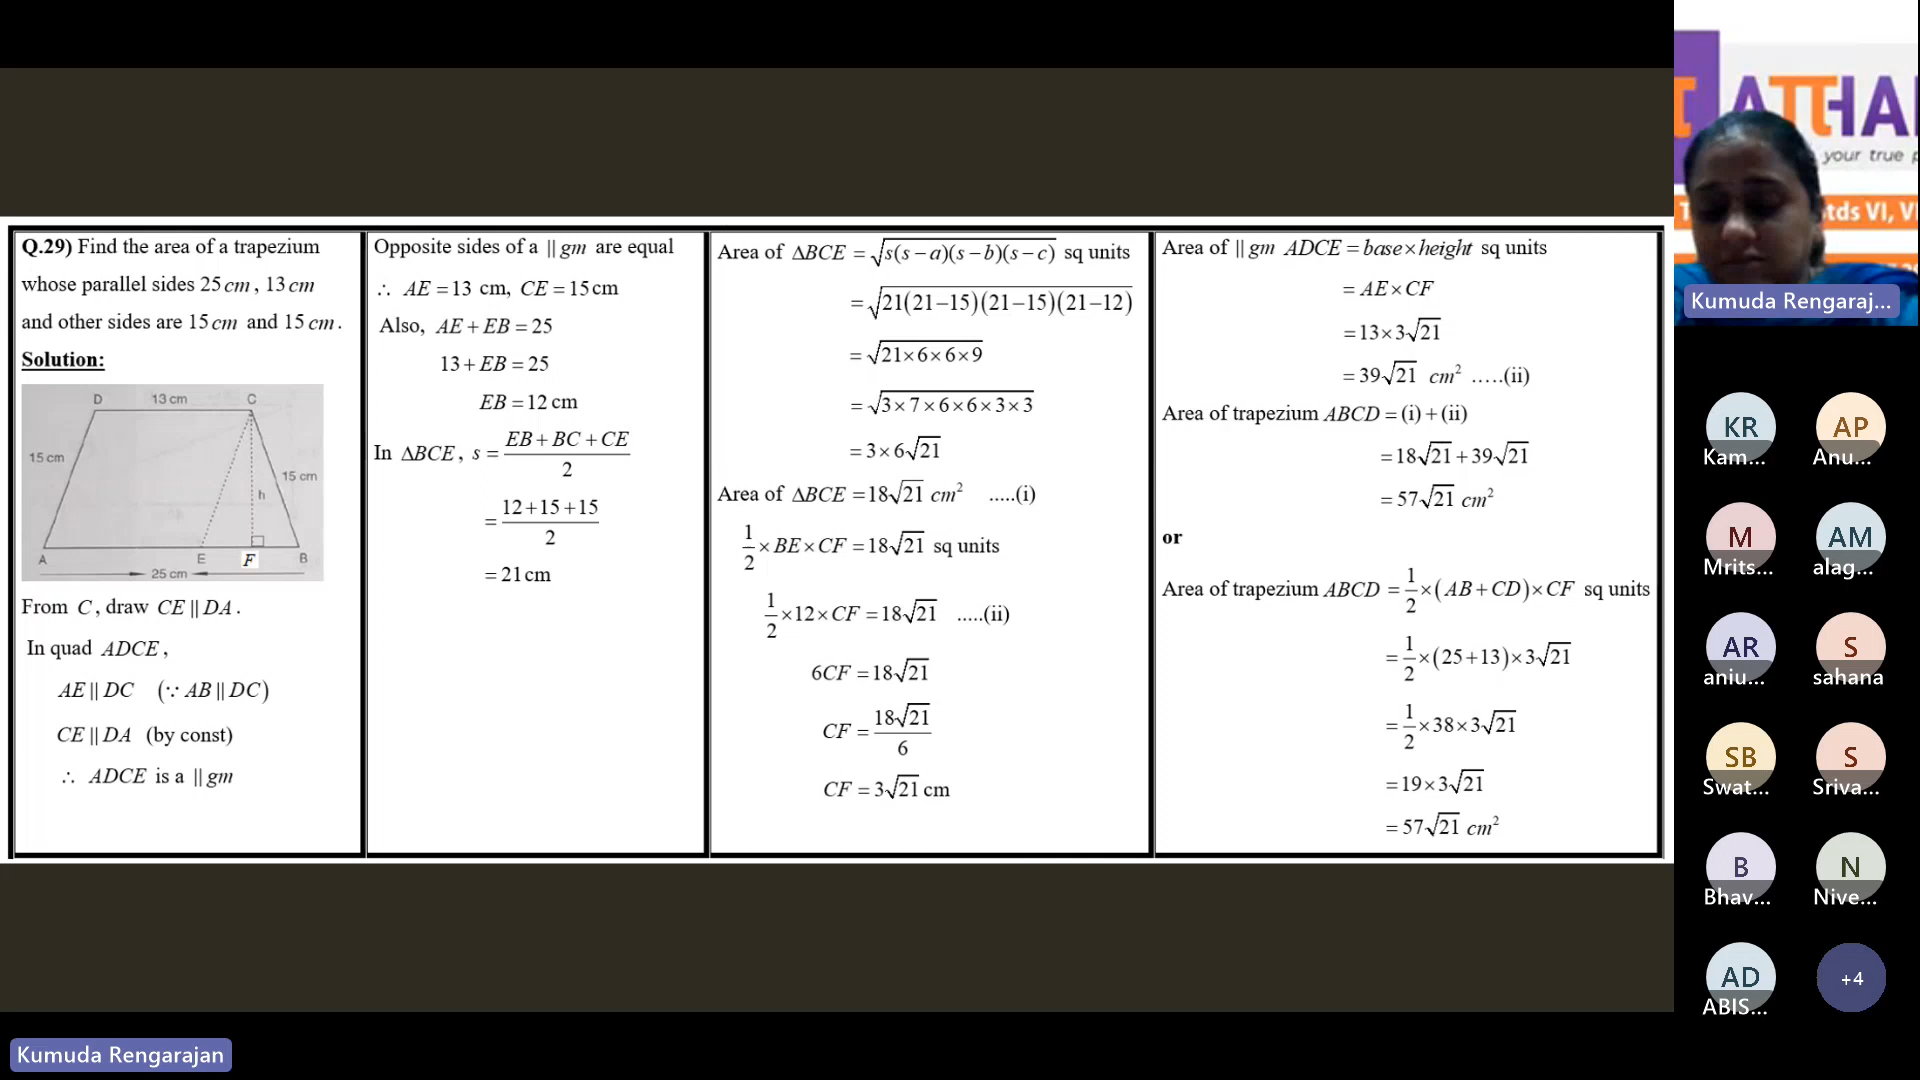 Q.29) Find the area of a trapezium
whose parallel sides 25 cm, 13 cm
and other sides are 15 cm and 15 cm.
Solution:
D 13 cm C
15 cm
15 cm
h
A E F B
25 cm
From C, draw CE || DA.
In quad ADCE,
AE || DC (∵ AB || DC)
CE || DA (by const)
∴ ADCE is a || gm
Opposite sides of a || gm are equal
∴ AE = 13 cm, CE = 15 cm
Also, AE + EB = 25
13 + EB = 25
EB = 12 cm
In ΔBCE, s = (EB + BC + CE)/2
= (12 + 15 + 15)/2
= 21 cm
Area of ΔBCE = √(s(s − a)(s − b)(s − c)) sq units
= √(21(21−15)(21−15)(21−12))
= √(21×6×6×9)
= √(3×7×6×6×3×3)
= 3×6√21
Area of ΔBCE = 18√21 cm² .....(i)
1/2 × BE × CF = 18√21 sq units
1/2 ×12×CF = 18√21 .....(ii)
6CF = 18√21
CF = 18√21/6
CF = 3√21 cm
Area of || gm ADCE = base×height sq units
= AE×CF
= 13×3√21
= 39√21 cm² .....(ii)
Area of trapezium ABCD = (i) + (ii)
= 18√21 + 39√21
= 57√21 cm²
or
Area of trapezium ABCD = 1/2 ×(AB + CD)×CF sq units
= 1/2 ×(25+13)×3√21
= 1/2 ×38×3√21
= 19×3√21
= 57√21 cm²
your true
tds VI, V
Kumuda Rengaraj...
KR AP
Kam... Anu...
M AM
Mrits... alag...
AR S
aniu... sahana
SB S
Swat... Sriva...
B N
Bhav... Nive...
AD +4
ABIS...
Kumuda Rengarajan